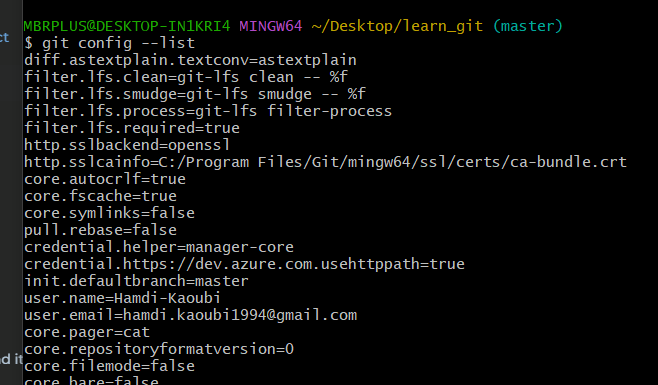 MBRPLUS@DESKTOP-IN1KRI4 MINGW64 ~/Desktop/learn_git (master)
$ git config --list
diff.astextplain.textconv=astextplain
filter.lfs.clean=git-lfs clean -- %f
filter.lfs.smudge=git-lfs smudge -- %f
filter.lfs.process=git-lfs filter-process
filter.lfs.required=true
http.sslbackend=openssl
http.sslcainfo=C:/Program Files/Git/mingw64/ssl/certs/ca-bundle.crt
core.autocrlf=true
core.fscache=true
core.symlinks=false
pull.rebase=false
credential.helper=manager-core
credential.https://dev.azure.com.usehttppath=true
init.defaultbranch=master
user.name=Hamdi-Kaoubi
user.email=hamdi.kaoubi1994@gmail.com
core.pager=cat
core.repositoryformatversion=0
core.filemode=false
core.bare=false